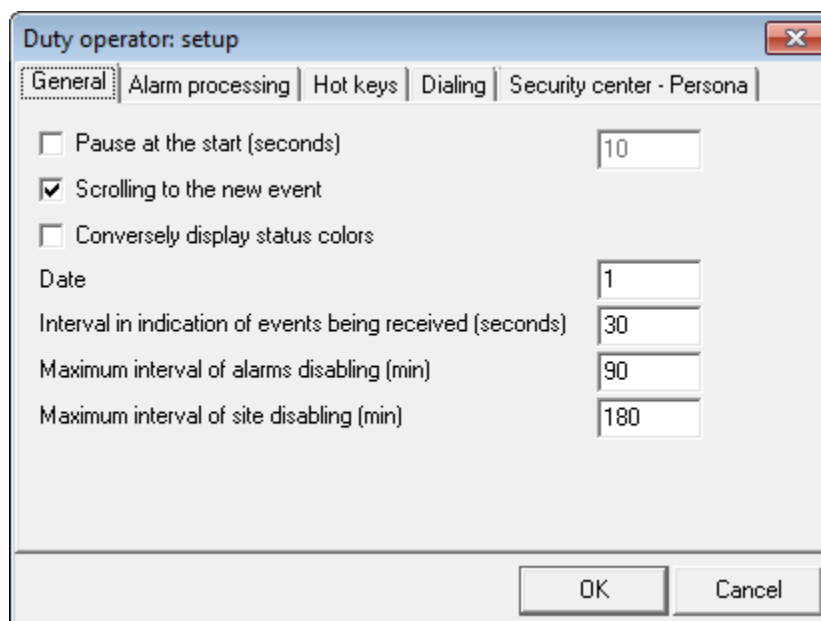 Duty operator: setup
General Alarm processing Hot keys Dialing Security center - Persona
Pause at the start (seconds) 10
Scrolling to the new event
Conversely display status colors
Date 1
Interval in indication of events being received (seconds) 30
Maximum interval of alarms disabling (min) 90
Maximum interval of site disabling (min) 180
OK Cancel